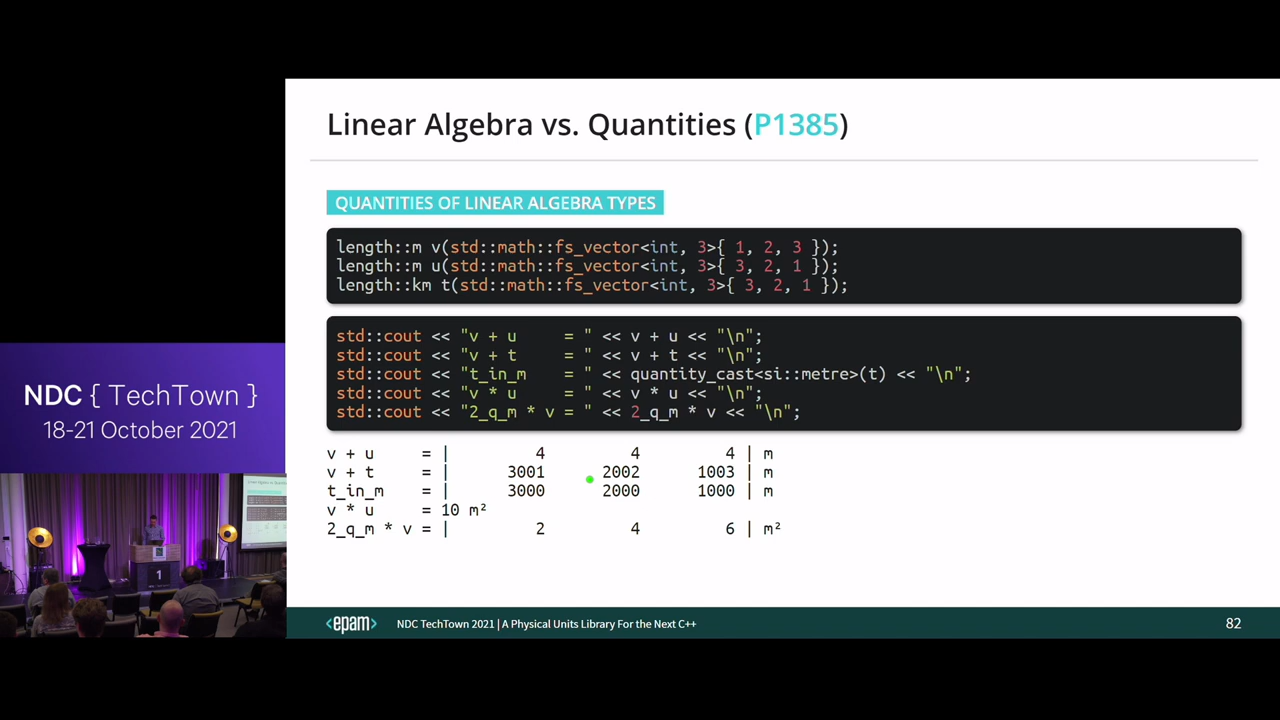 Linear Algebra vs. Quantities (P1385)
QUANTITIES OF LINEAR ALGEBRA TYPES
length::m v(std::math::fs_vector<int, 3>{ 1, 2, 3 });
length::m u(std::math::fs_vector<int, 3>{ 3, 2, 1 });
length::km t(std::math::fs_vector<int, 3>{ 3, 2, 1 });
std::cout << "v + u     = " << v + u << "\n";
std::cout << "v + t     = " << v + t << "\n";
std::cout << "t_in_m    = " << quantity_cast<si::metre>(t) << "\n";
std::cout << "v * u     = " << v * u << "\n";
std::cout << "2_q_m * v = " << 2_q_m * v << "\n";
v + u     = |         4         4         4 | m
v + t     = |      3001      2002      1003 | m
t_in_m    = |      3000      2000      1000 | m
v * u     = 10 m²
2_q_m * v = |         2         4         6 | m²
NDC { TechTown }
18-21 October 2021
1
<epam>
NDC TechTown 2021 | A Physical Units Library For the Next C++
82